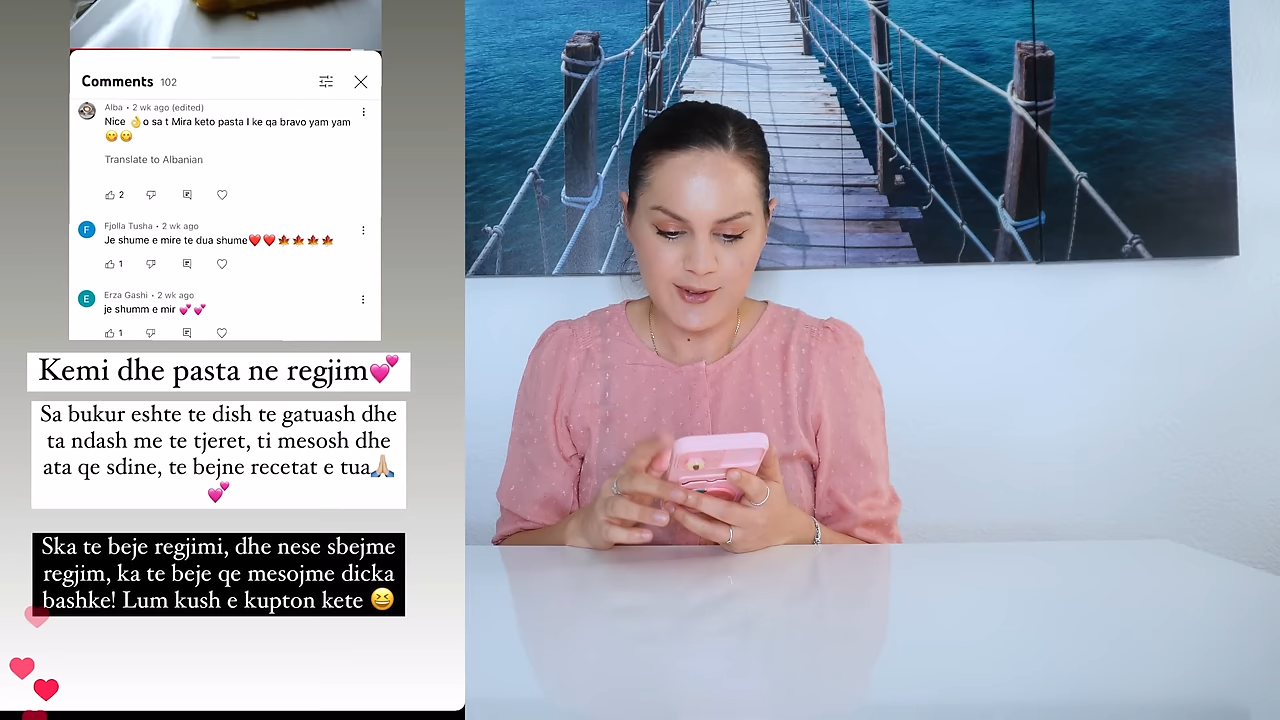 Comments 102
Alba • 2 wk ago (edited)
Nice 👌o sa t Mira keto pasta I ke qa bravo yam yam
😋😋
Translate to Albanian
2
F
Fjolla Tusha • 2 wk ago
Je shume e mire te dua shume❤️❤️🍁🍁🍁🍁
1
E
Erza Gashi • 2 wk ago
je shumm e mir 💕💕
1
Kemi dhe pasta ne regjim💕
Sa bukur eshte te dish te gatuash dhe
ta ndash me te tjeret, ti mesosh dhe
ata qe sdine, te bejne recetat e tua🙏🏼
💕
Ska te beje regjimi, dhe nese sbejme
regjim, ka te beje qe mesojme dicka
bashke! Lum kush e kupton kete 😆